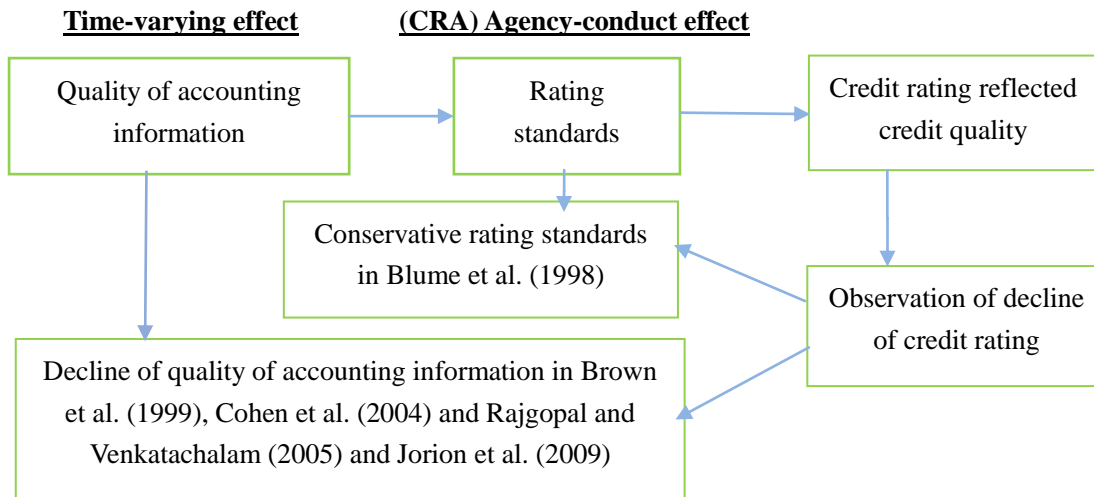 Time-varying effect
(CRA) Agency-conduct effect
Quality of accounting
information
Rating
standards
Credit rating reflected
credit quality
Conservative rating standards
in Blume et al. (1998)
Observation of decline
of credit rating
Decline of quality of accounting information in Brown
et al. (1999), Cohen et al. (2004) and Rajgopal and
Venkatachalam (2005) and Jorion et al. (2009)